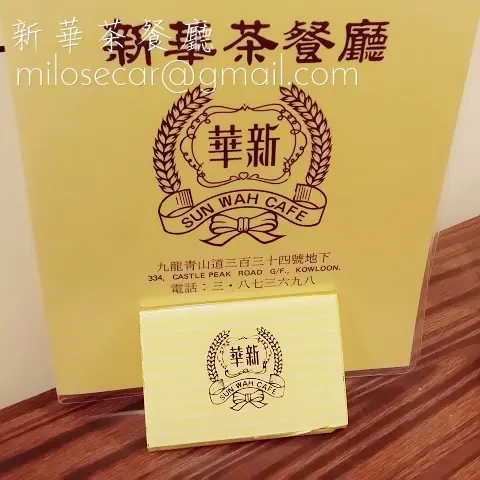 新華茶餐廳
新華茶餐廳
milosecar@gmail.com
華新
SUN WAH CAFE
九龍青山道三百三十四號地下
334, CASTLE PEAK ROAD G/F., KOWLOON.
電話：三・八七三六九八
華新
SUN WAH CAFE